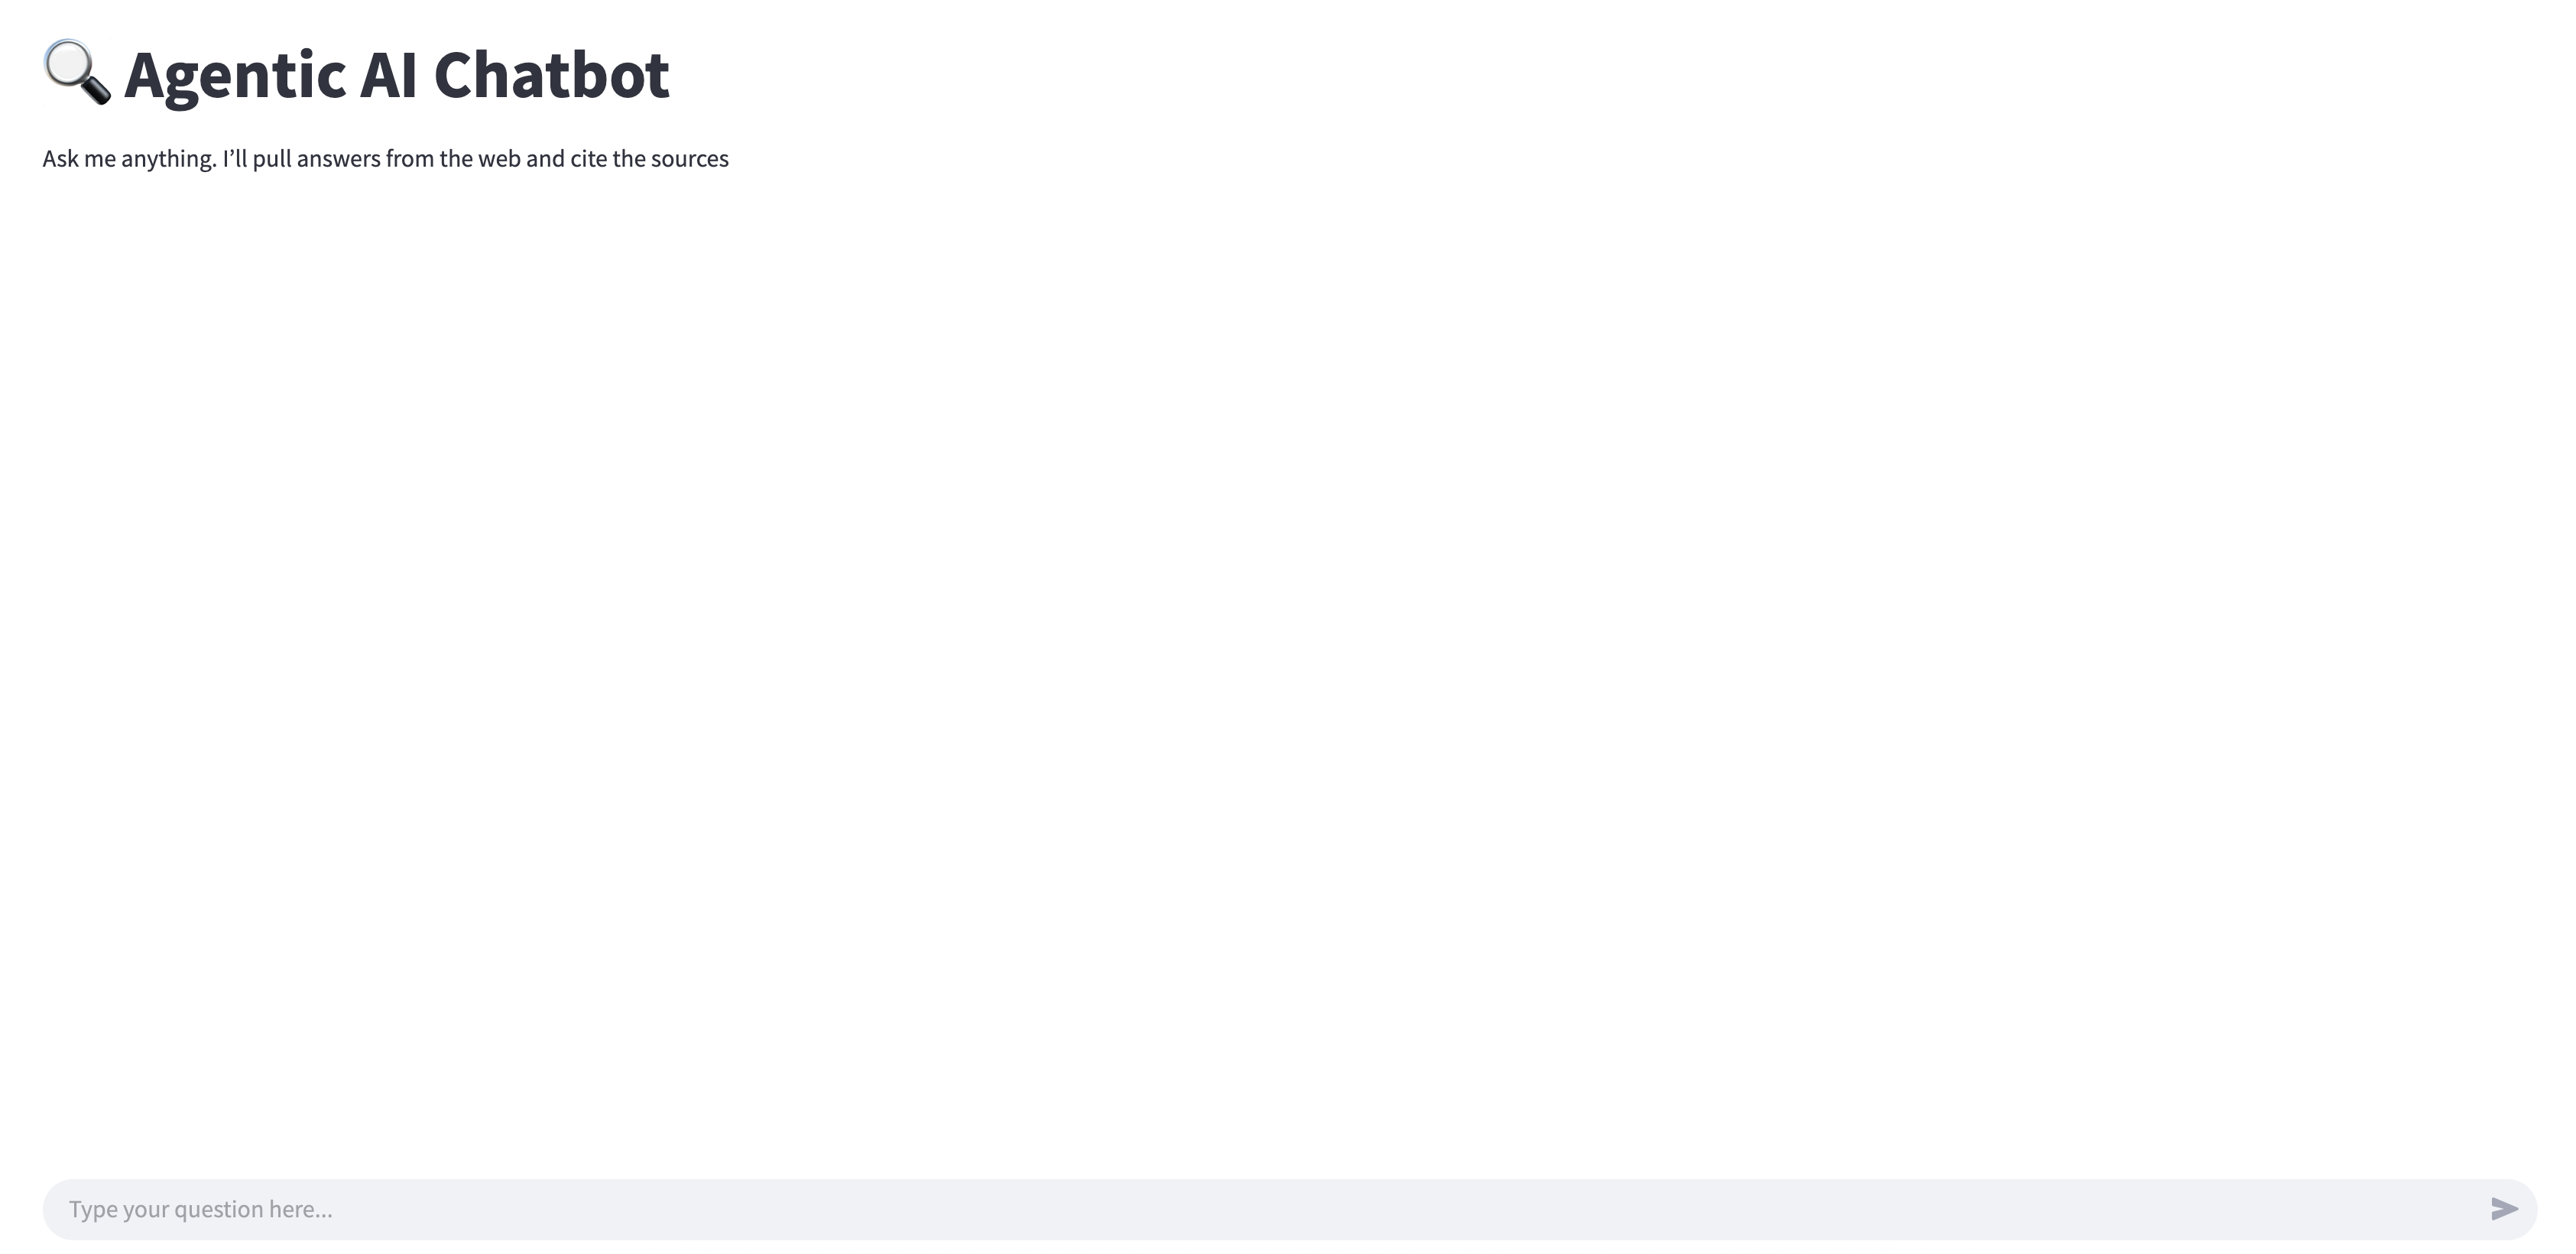 Agentic AI Chatbot
Ask me anything. I’ll pull answers from the web and cite the sources
Type your question here...